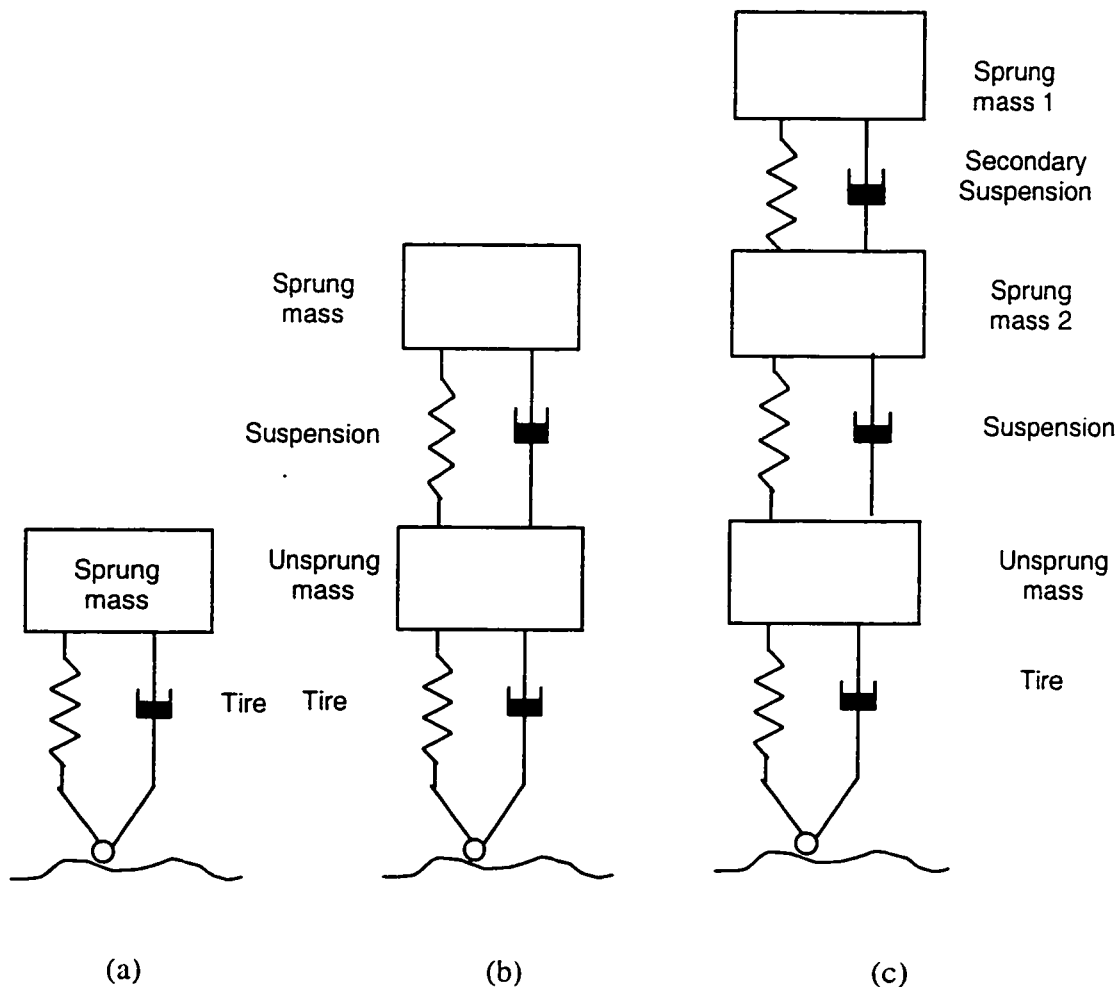 Sprung
mass
Tire
(a)
Sprung
mass
Suspension
Unsprung
mass
Tire
(b)
Sprung
mass 1
Secondary
Suspension
Sprung
mass 2
Suspension
Unsprung
mass
Tire
(c)